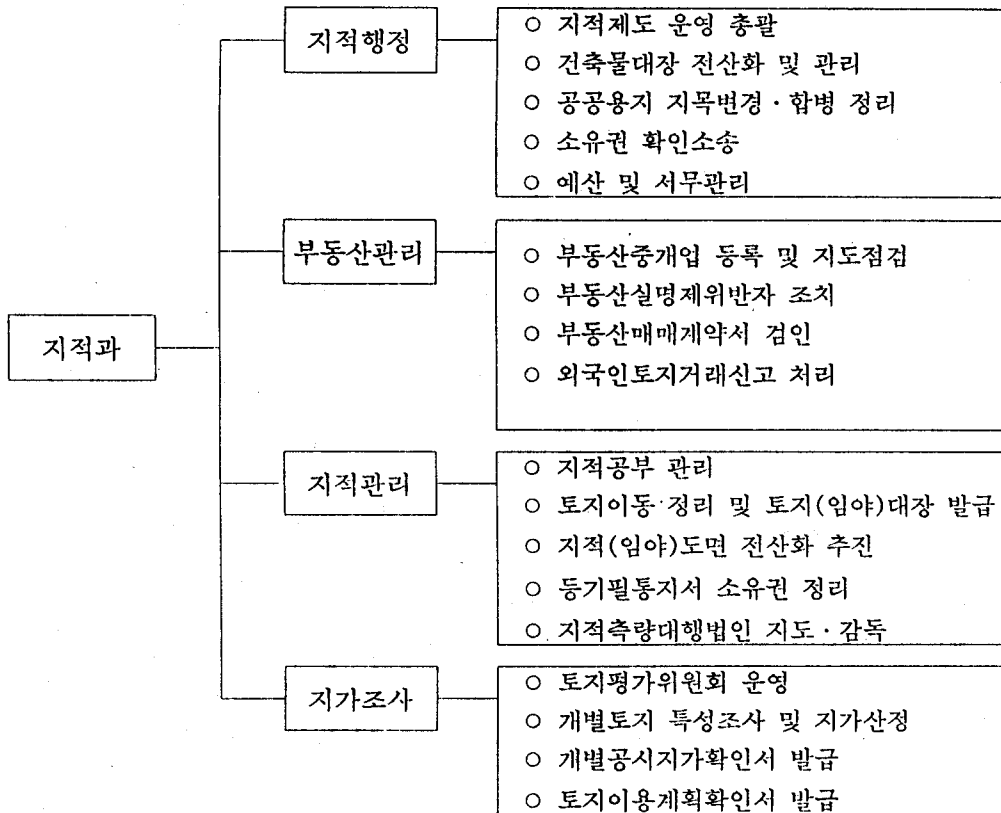 지적과
지적행정
○ 지적제도 운영 총괄
○ 건축물대장 전산화 및 관리
○ 공공용지 지목변경·합병 정리
○ 소유권 확인소송
○ 예산 및 서무관리
부동산관리
○ 부동산중개업 등록 및 지도점검
○ 부동산실명제위반자 조치
○ 부동산매매계약서 검인
○ 외국인토지거래신고 처리
지적관리
○ 지적공부 관리
○ 토지이동·정리 및 토지(임야)대장 발급
○ 지적(임야)도면 전산화 추진
○ 등기필통지서 소유권 정리
○ 지적측량대행법인 지도·감독
지가조사
○ 토지평가위원회 운영
○ 개별토지 특성조사 및 지가산정
○ 개별공시지가확인서 발급
○ 토지이용계획확인서 발급